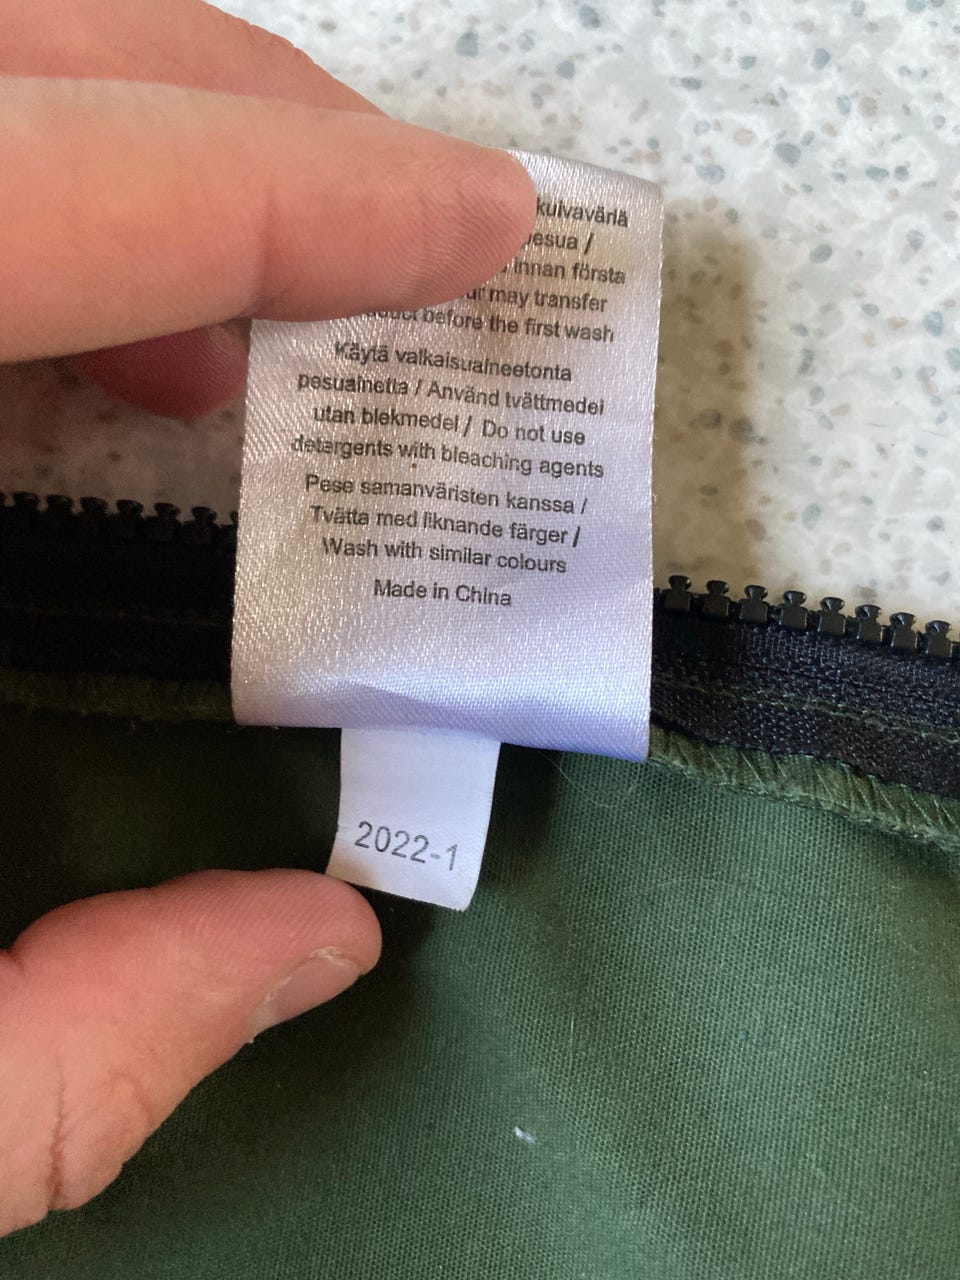 kuivavärjä
pesua /
innan första
ur may transfer
before the first wash
Käytä valkaisuaineetonta
pesuainetta / Använd tvättmedel
utan blekmedel / Do not use
detergents with bleaching agents
Pese samanväristen kanssa /
Tvätta med liknande färger /
Wash with similar colours
Made in China
2022-1